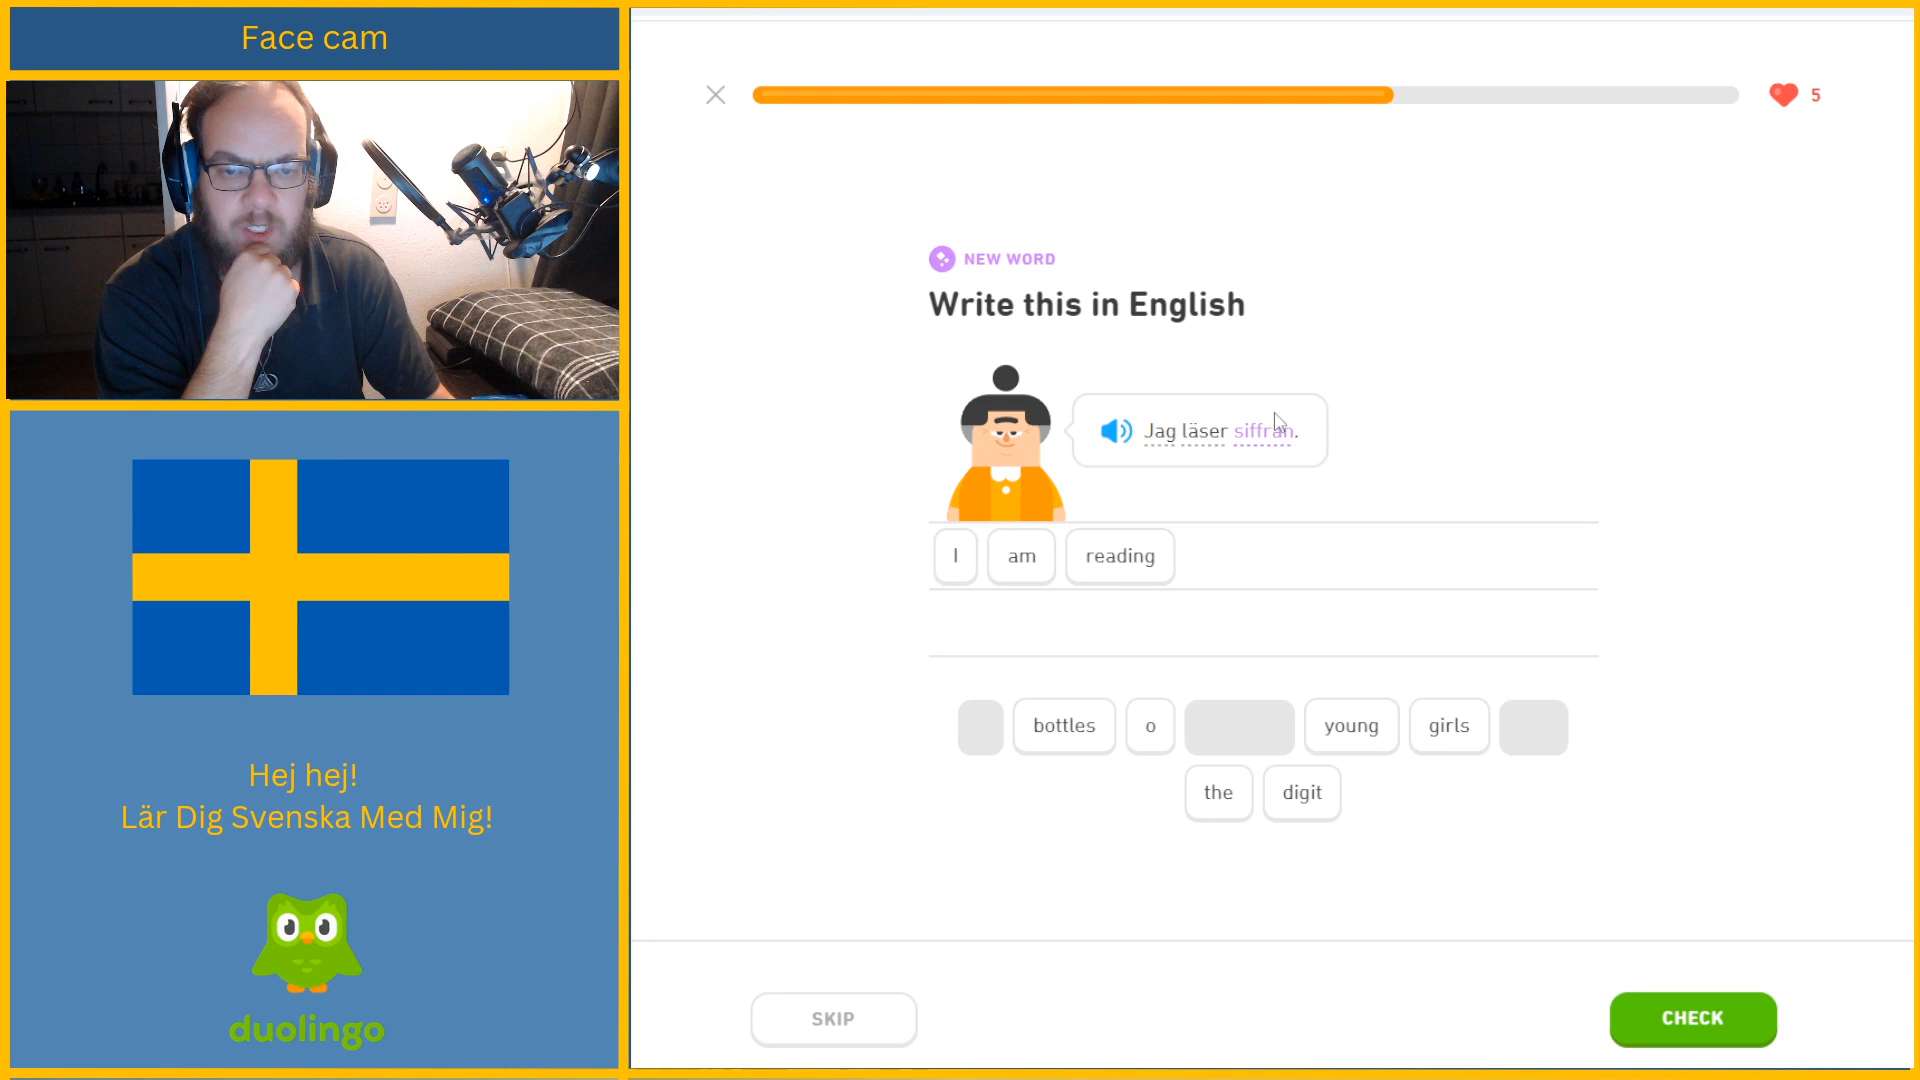 Face cam
5
NEW WORD
Write this in English
Jag läser siffran.
I am reading
bottles o young girls
the digit
Hej hej!
Lär Dig Svenska Med Mig!
duolingo
SKIP
CHECK